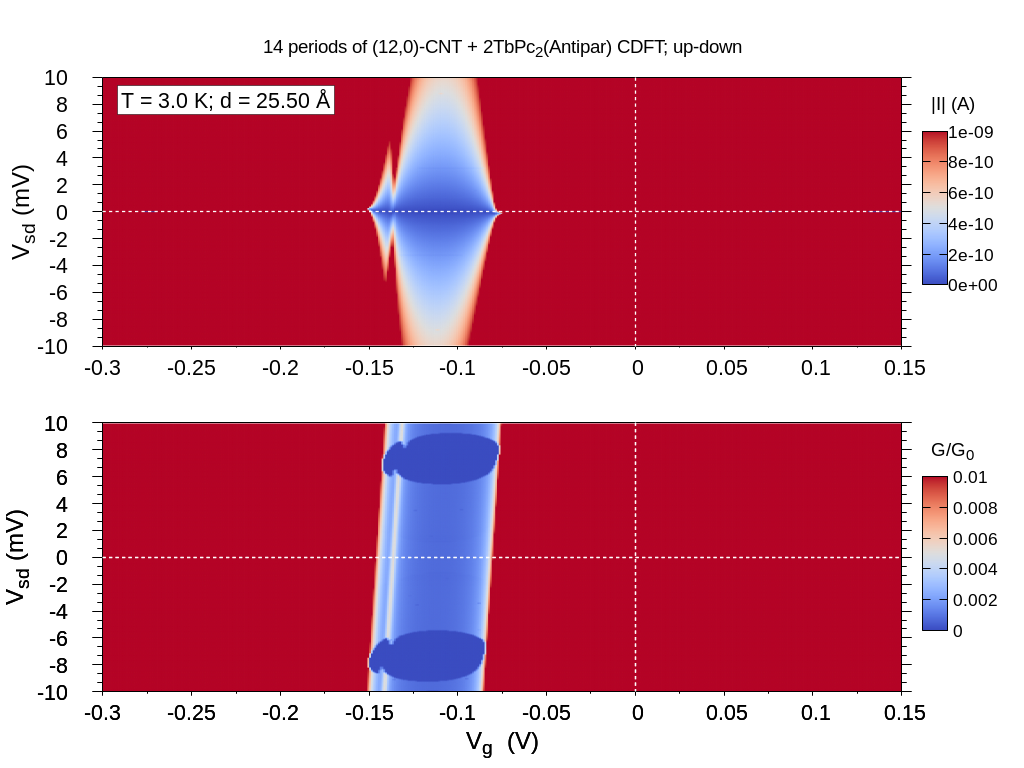 14 periods of (12,0)-CNT + 2TbPc2(Antipar) CDFT; up-down
T = 3.0 K; d = 25.50 Å
10
8
6
4
2
0
-2
-4
-6
-8
-10
Vsd (mV)
-0.3 -0.25 -0.2 -0.15 -0.1 -0.05 0 0.05 0.1 0.15
|I| (A)
1e-09
8e-10
6e-10
4e-10
2e-10
0e+00
10
8
6
4
2
0
-2
-4
-6
-8
-10
Vsd (mV)
-0.3 -0.25 -0.2 -0.15 -0.1 -0.05 0 0.05 0.1 0.15
Vg (V)
G/G0
0.01
0.008
0.006
0.004
0.002
0